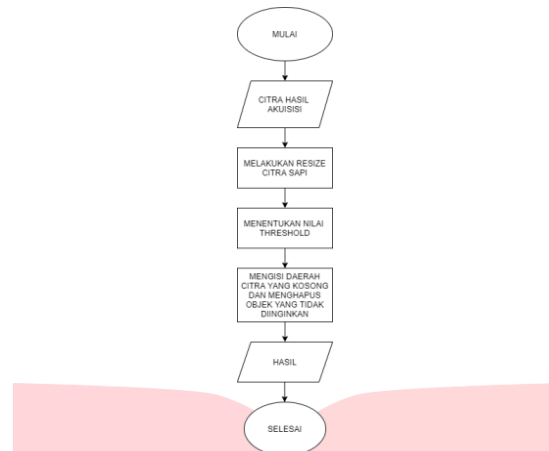 MULAI
CITRA HASIL
AKUISISI
MELAKUKAN RESIZE
CITRA SAPI
MENENTUKAN NILAI
THRESHOLD
MENGISI DAERAH
CITRA YANG KOSONG
DAN MENGHAPUS
OBJEK YANG TIDAK
DIINGINKAN
HASIL
SELESAI